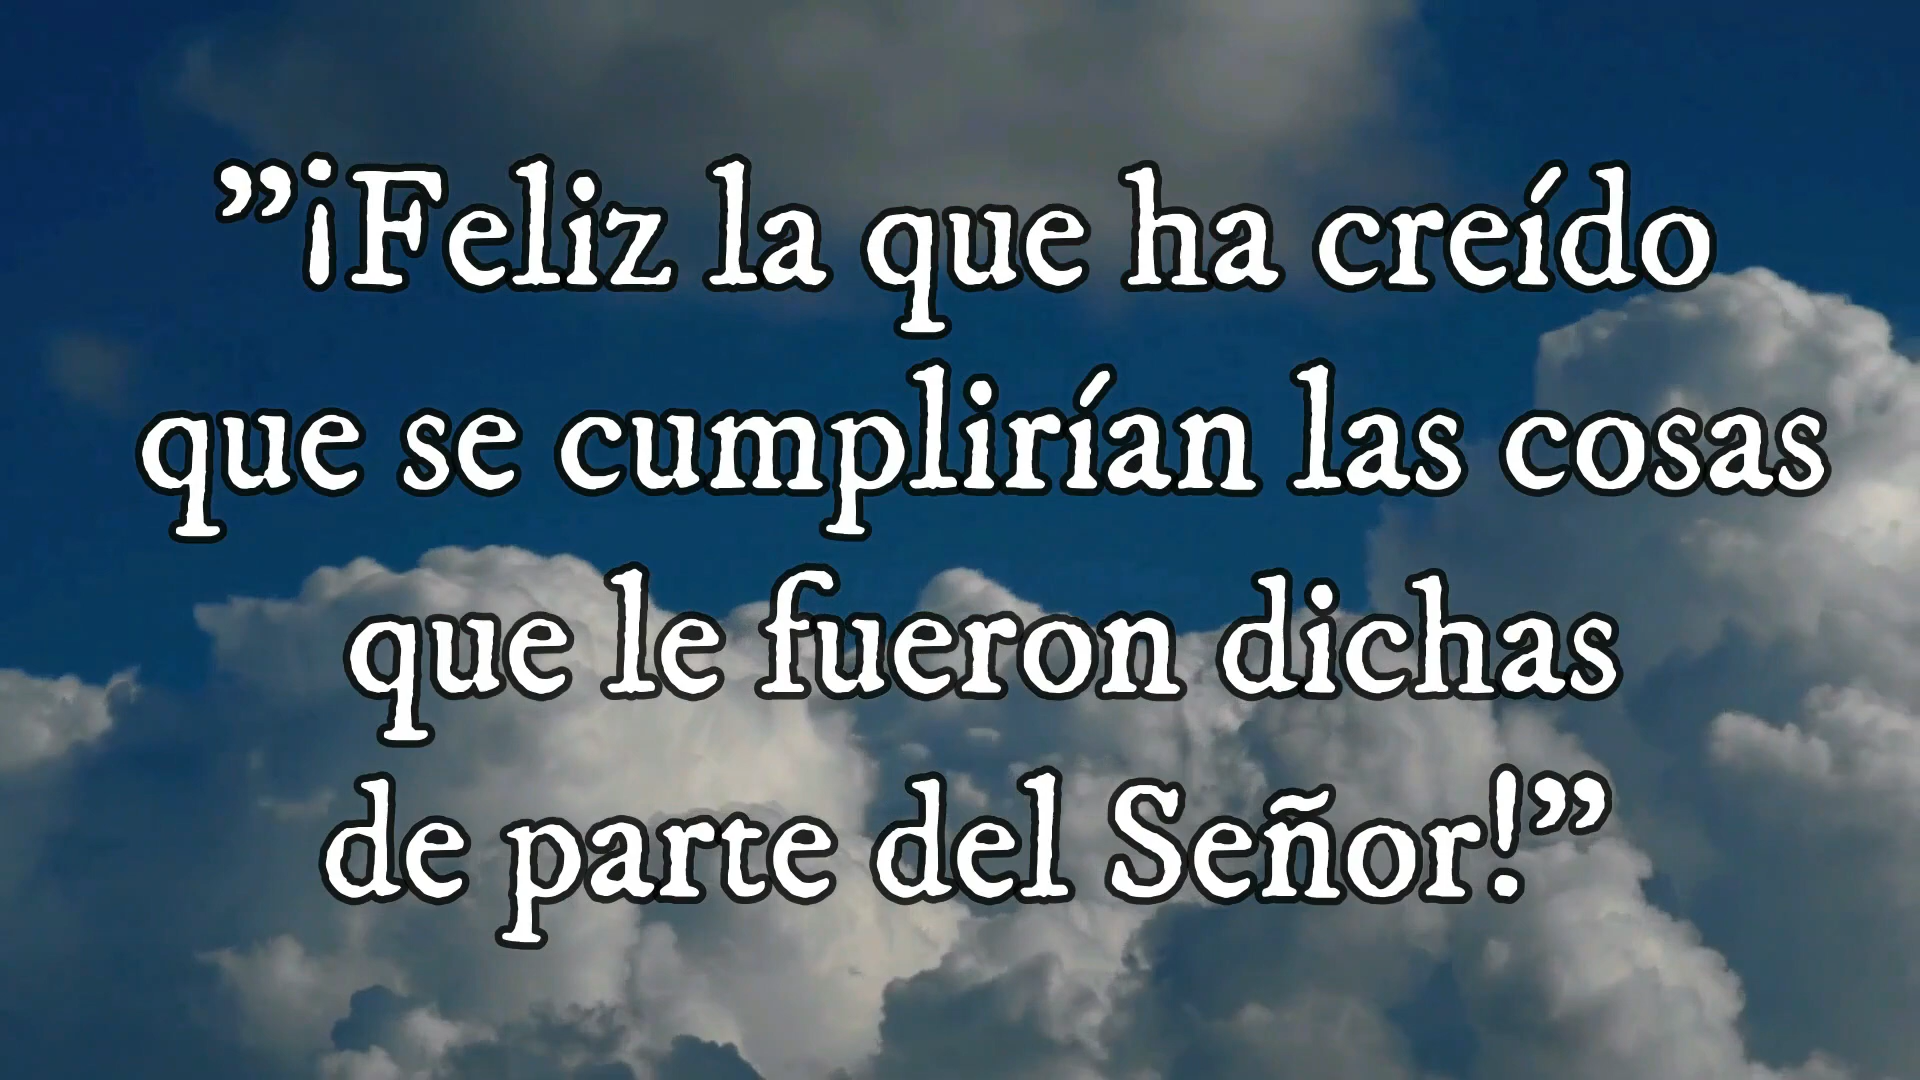 ”¡Feliz la que ha creído
que se cumplirían las cosas
que le fueron dichas
de parte del Señor!”